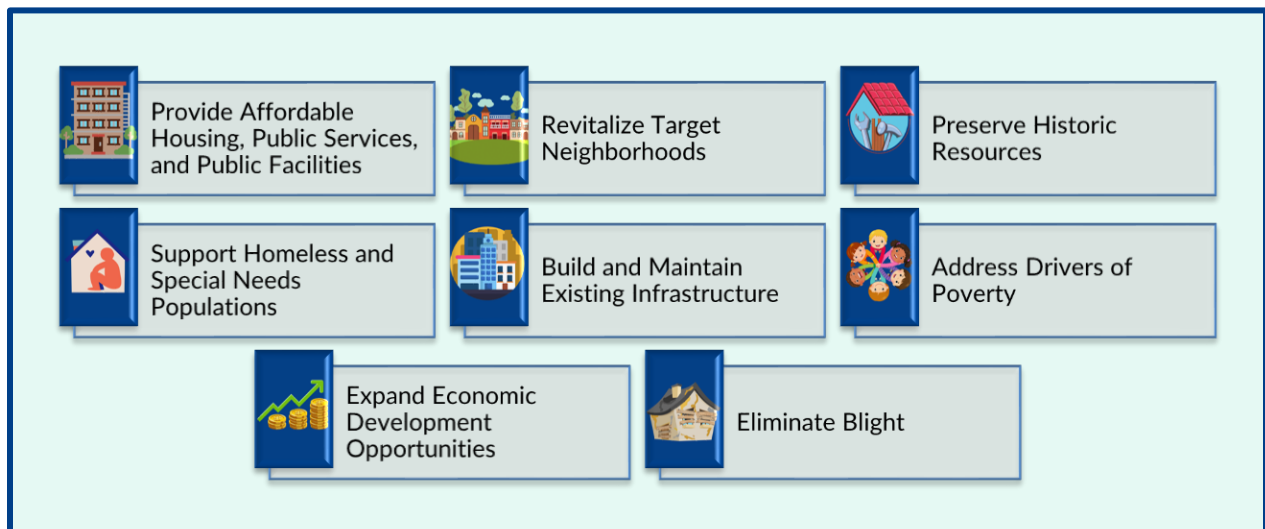 Provide Affordable
Housing, Public Services,
and Public Facilities
Revitalize Target
Neighborhoods
Preserve Historic
Resources
Support Homeless and
Special Needs
Populations
Build and Maintain
Existing Infrastructure
Address Drivers of
Poverty
Expand Economic
Development
Opportunities
Eliminate Blight